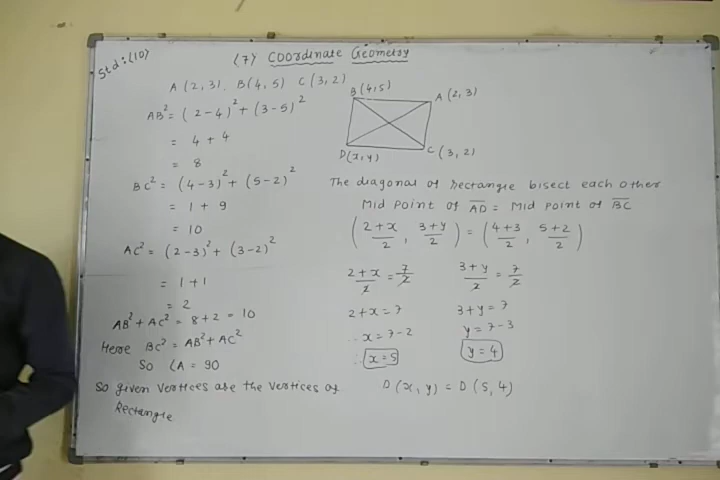 Std : (10)
(7) Coordinate Geometry
A (2, 3). B(4, 5) C (3, 2)
AB² = (2-4)² + (3-5)²
= 4 + 4
= 8
BC² = (4-3)² + (5-2)²
= 1 + 9
= 10
AC² = (2-3)² + (3-2)²
= 1 + 1
= 2
AB² + AC² = 8 + 2 = 10
Here BC² = AB² + AC²
So ∠A = 90
So given vertices are the vertices of
Rectangle
B(4,5)
A (2, 3)
D(x, y)
C (3, 2)
The diagonal of rectangle bisect each other
Mid point of AD = Mid point of BC
(2+x/2 , 3+y/2) = (4+3/2 , 5+2/2)
2+x/2 = 7/2
3+y/2 = 7/2
2+x = 7
3+y = 7
∴ x = 7-2
y = 7-3
∴ x = 5
y = 4
D (x, y) = D (5, 4)